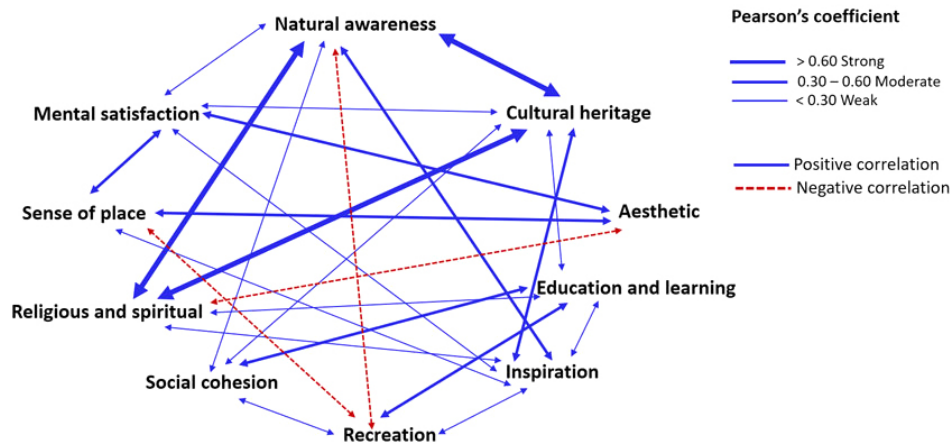 Natural awareness
Pearson's coefficient
> 0.60 Strong
0.30 – 0.60 Moderate
< 0.30 Weak
Mental satisfaction
Cultural heritage
Positive correlation
Negative correlation
Sense of place
Aesthetic
Education and learning
Religious and spiritual
Inspiration
Social cohesion
Recreation